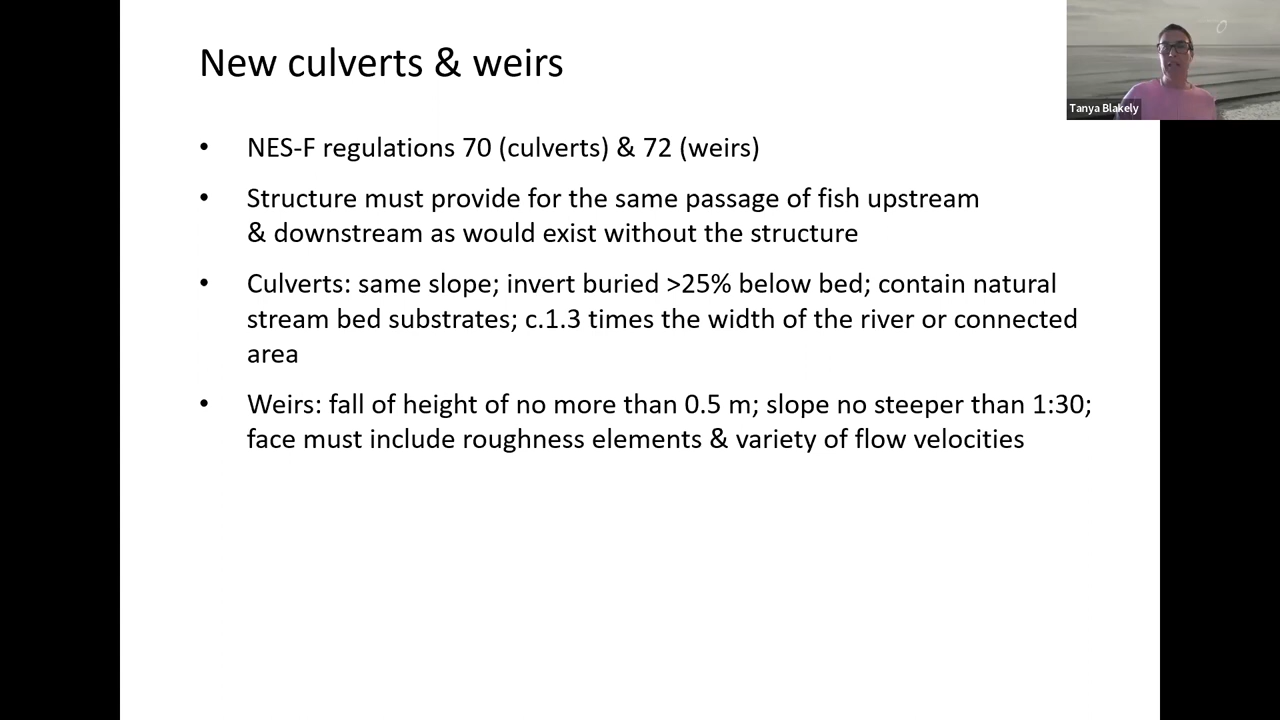 New culverts & weirs
Tanya Blakely
• NES-F regulations 70 (culverts) & 72 (weirs)
• Structure must provide for the same passage of fish upstream
& downstream as would exist without the structure
• Culverts: same slope; invert buried >25% below bed; contain natural
stream bed substrates; c.1.3 times the width of the river or connected
area
• Weirs: fall of height of no more than 0.5 m; slope no steeper than 1:30;
face must include roughness elements & variety of flow velocities